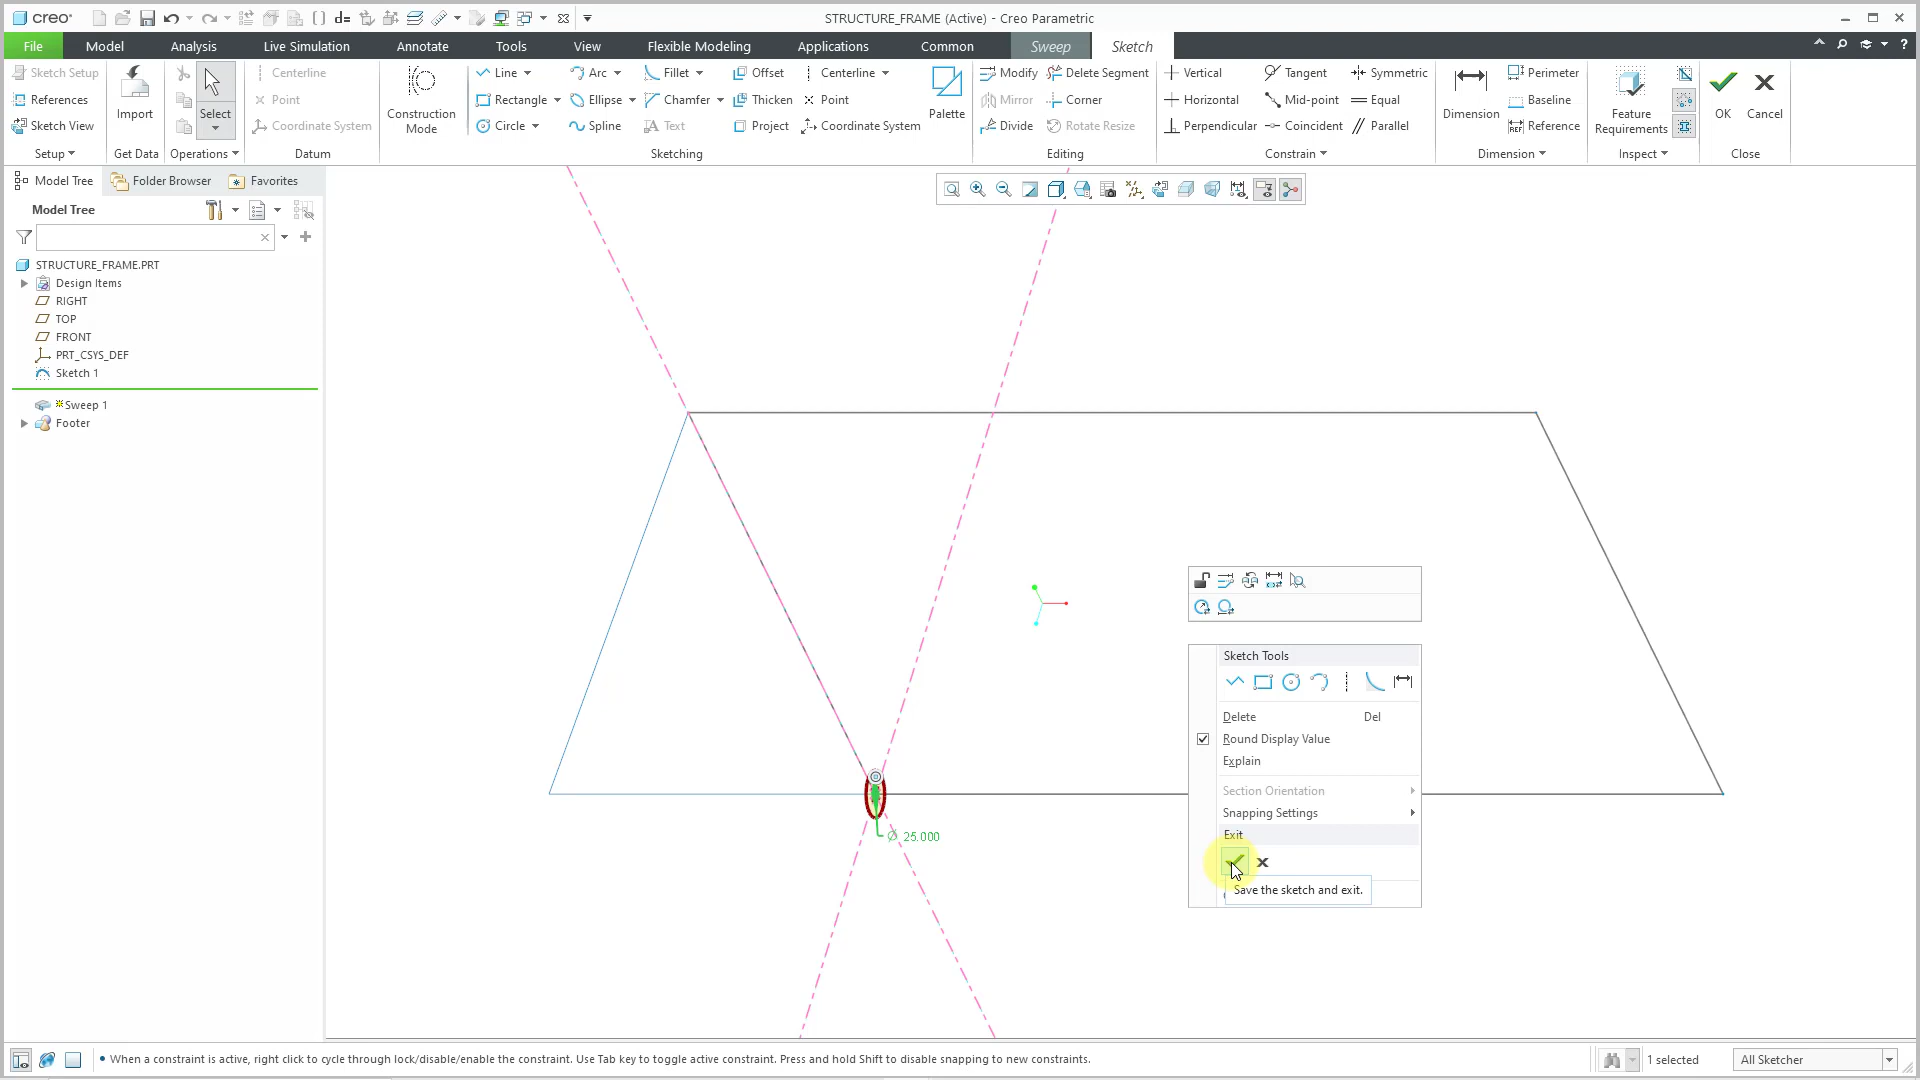 creo°
STRUCTURE_FRAME (Active) - Creo Parametric
File
Model
Analysis
Live Simulation
Annotate
Tools
View
Flexible Modeling
Applications
Common
Sweep
Sketch
Sketch Setup
References
Sketch View
Setup
Import
Get Data
Select
Operations
Centerline
Point
Coordinate System
Datum
Construction
Mode
Line
Arc
Fillet
Offset
Centerline
Rectangle
Ellipse
Chamfer
Thicken
Point
Circle
Spline
Text
Project
Coordinate System
Palette
Sketching
Modify
Delete Segment
Mirror
Corner
Divide
Rotate Resize
Editing
Vertical
Tangent
Symmetric
Horizontal
Mid-point
Equal
Perpendicular
Coincident
Parallel
Constrain
Dimension
Perimeter
Baseline
Reference
Dimension
Feature
Requirements
Inspect
OK
Cancel
Close
Model Tree
Folder Browser
Favorites
Model Tree
STRUCTURE_FRAME.PRT
Design Items
RIGHT
TOP
FRONT
PRT_CSYS_DEF
Sketch 1
Sweep 1
Footer
Ø 25.000
Sketch Tools
Delete Del
Round Display Value
Explain
Section Orientation
Snapping Settings
Exit
Save the sketch and exit.
When a constraint is active, right click to cycle through lock/disable/enable the constraint. Use Tab key to toggle active constraint. Press and hold Shift to disable snapping to new constraints.
1 selected
All Sketcher